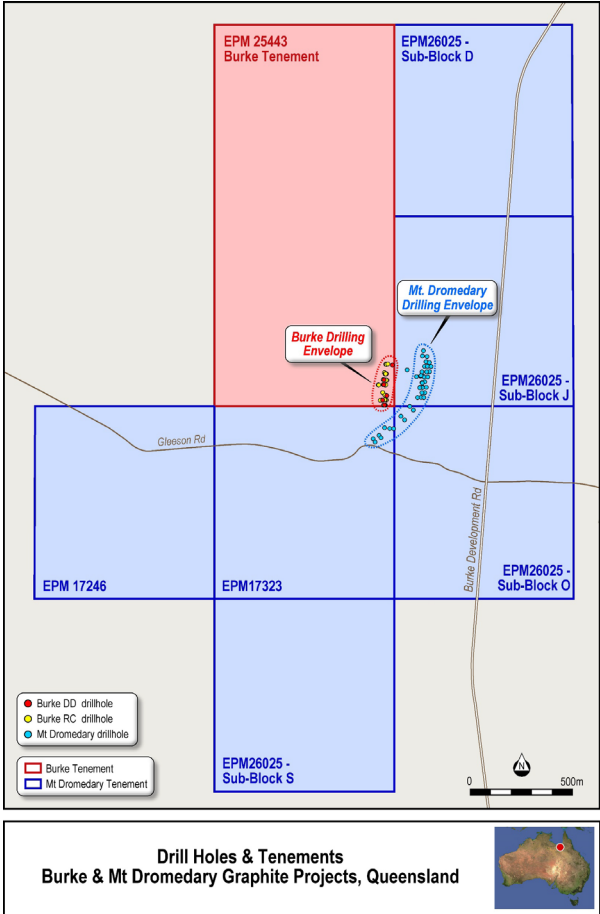 EPM 25443
Burke Tenement
EPM26025 -
Sub-Block D
Mt. Dromedary
Drilling Envelope
Burke Drilling
Envelope
EPM26025 -
Sub-Block J
Gleeson Rd
Burke Development Rd
EPM 17246
EPM17323
EPM26025 -
Sub-Block O
Burke DD drillhole
Burke RC drillhole
Mt Dromedary drillhole
Burke Tenement
Mt Dromedary Tenement
EPM26025 -
Sub-Block S
N
0 500m
Drill Holes & Tenements
Burke & Mt Dromedary Graphite Projects, Queensland